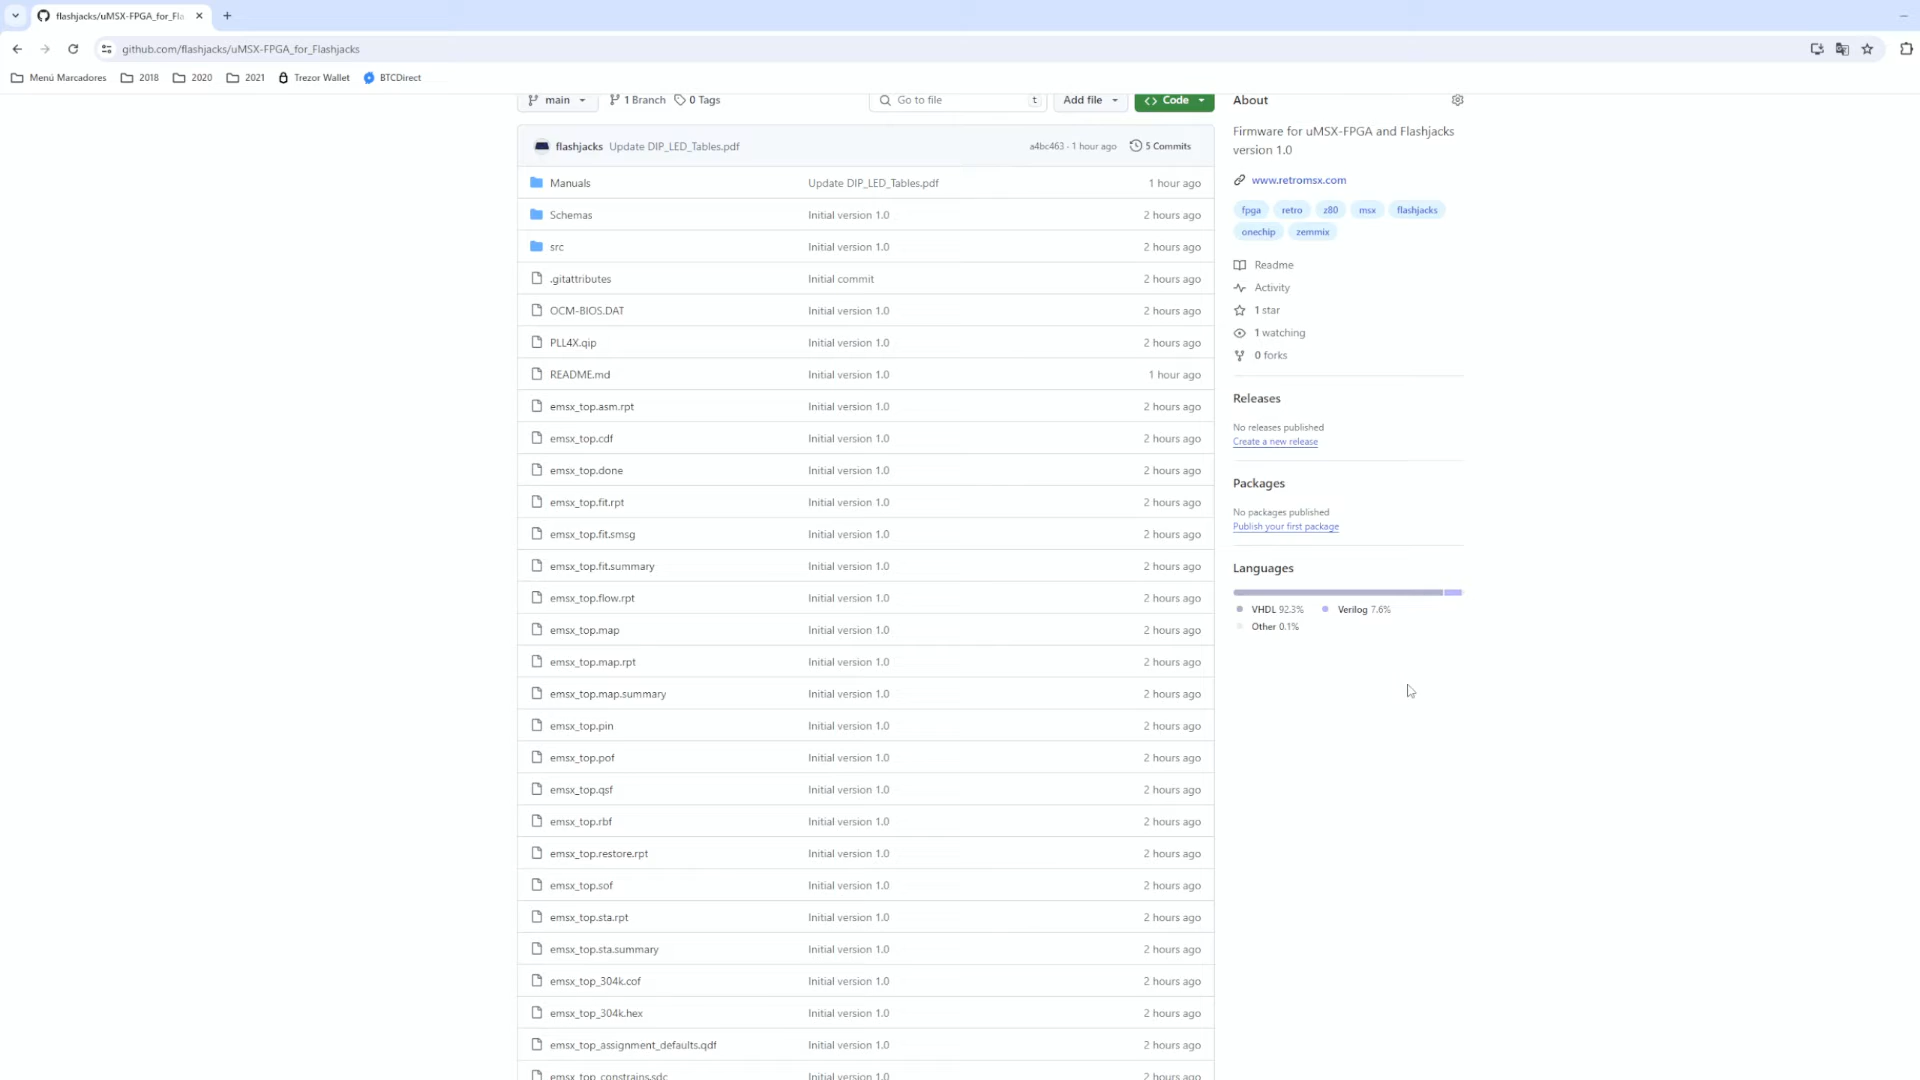 flashjacks/uMSX-FPGA_for_Fla
github.com/flashjacks/uMSX-FPGA_for_Flashjacks
Menú Marcadores 2018 2020 2021 Trezor Wallet BTCDirect
main 1 Branch 0 Tags Go to file t Add file Code
flashjacks Update DIP_LED_Tables.pdf a4bc463 · 1 hour ago 5 Commits
Manuals Update DIP_LED_Tables.pdf 1 hour ago
Schemas Initial version 1.0 2 hours ago
src Initial version 1.0 2 hours ago
.gitattributes Initial commit 2 hours ago
OCM-BIOS.DAT Initial version 1.0 2 hours ago
PLL4X.qip Initial version 1.0 2 hours ago
README.md Initial version 1.0 1 hour ago
emsx_top.asm.rpt Initial version 1.0 2 hours ago
emsx_top.cdf Initial version 1.0 2 hours ago
emsx_top.done Initial version 1.0 2 hours ago
emsx_top.fit.rpt Initial version 1.0 2 hours ago
emsx_top.fit.smsg Initial version 1.0 2 hours ago
emsx_top.fit.summary Initial version 1.0 2 hours ago
emsx_top.flow.rpt Initial version 1.0 2 hours ago
emsx_top.map Initial version 1.0 2 hours ago
emsx_top.map.rpt Initial version 1.0 2 hours ago
emsx_top.map.summary Initial version 1.0 2 hours ago
emsx_top.pin Initial version 1.0 2 hours ago
emsx_top.pof Initial version 1.0 2 hours ago
emsx_top.qsf Initial version 1.0 2 hours ago
emsx_top.rbf Initial version 1.0 2 hours ago
emsx_top.restore.rpt Initial version 1.0 2 hours ago
emsx_top.sof Initial version 1.0 2 hours ago
emsx_top.sta.rpt Initial version 1.0 2 hours ago
emsx_top.sta.summary Initial version 1.0 2 hours ago
emsx_top_304k.cof Initial version 1.0 2 hours ago
emsx_top_304k.hex Initial version 1.0 2 hours ago
emsx_top_assignment_defaults.qdf Initial version 1.0 2 hours ago
emsx_top_constrains.sdc Initial version 1.0 2 hours ago
About
Firmware for uMSX-FPGA and Flashjacks
version 1.0
www.retromsx.com
fpga retro z80 msx flashjacks
onechip zemmix
Readme
Activity
1 star
1 watching
0 forks
Releases
No releases published
Create a new release
Packages
No packages published
Publish your first package
Languages
VHDL 92.3% Verilog 7.6%
Other 0.1%